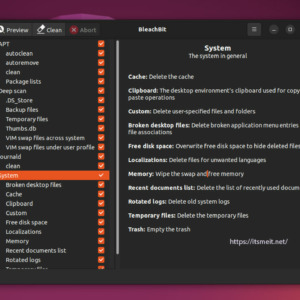 Preview
Clean
Abort
BleachBit
APT
autoclean
autoremove
clean
Package lists
Deep scan
.DS_Store
Backup files
Temporary files
Thumbs.db
VIM swap files across system
VIM swap files under user profile
journald
clean
System
Broken desktop files
Cache
Clipboard
Custom
Free disk space
Localizations
Memory
Recent documents list
Rotated logs
Temporary files
System
The system in general
Cache: Delete the cache
Clipboard: The desktop environment's clipboard used for copy
paste operations
Custom: Delete user-specified files and folders
Broken desktop files: Delete broken application menu entries
file associations
Free disk space: Overwrite free disk space to hide deleted files
Localizations: Delete files for unwanted languages
Memory: Wipe the swap and free memory
Recent documents list: Delete the list of recently used docume
Rotated logs: Delete old system logs
Temporary files: Delete the temporary files
Trash: Empty the trash
https://itsmeit.net/